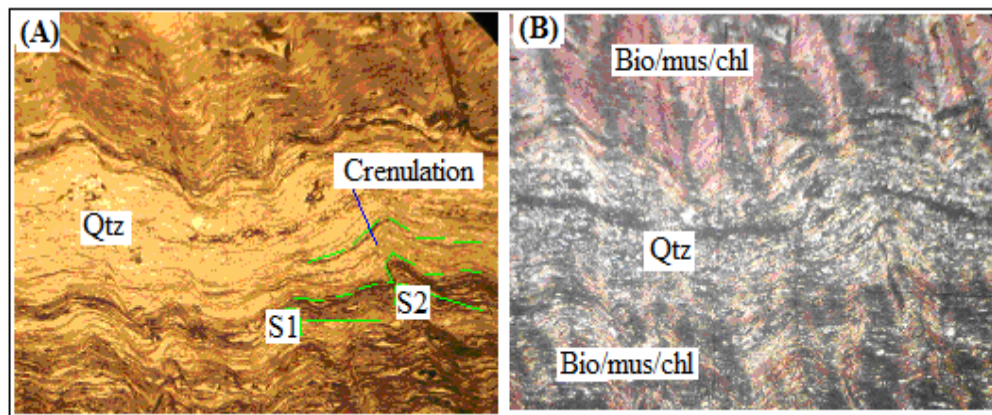 (A)
Crenulation
Qtz
S1
S2
(B)
Bio/mus/chl
Qtz
Bio/mus/chl